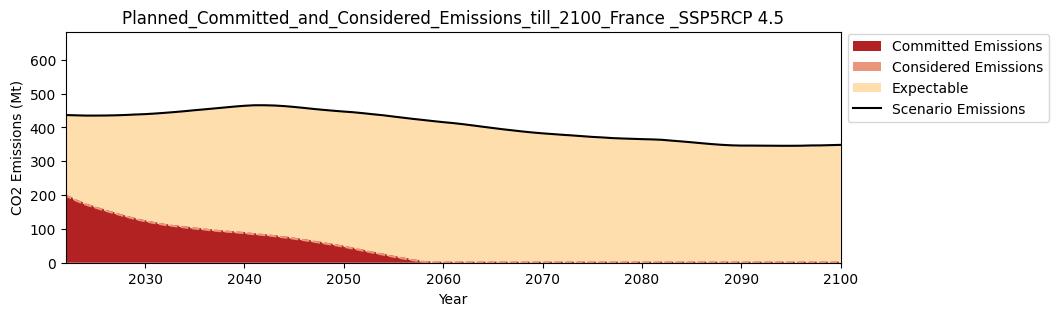 Planned_Committed_and_Considered_Emissions_till_2100_France _SSP5RCP 4.5
Committed Emissions
Considered Emissions
Expectable
Scenario Emissions
CO2 Emissions (Mt)
600
500
400
300
200
100
0
2030 2040 2050 2060 2070 2080 2090 2100
Year